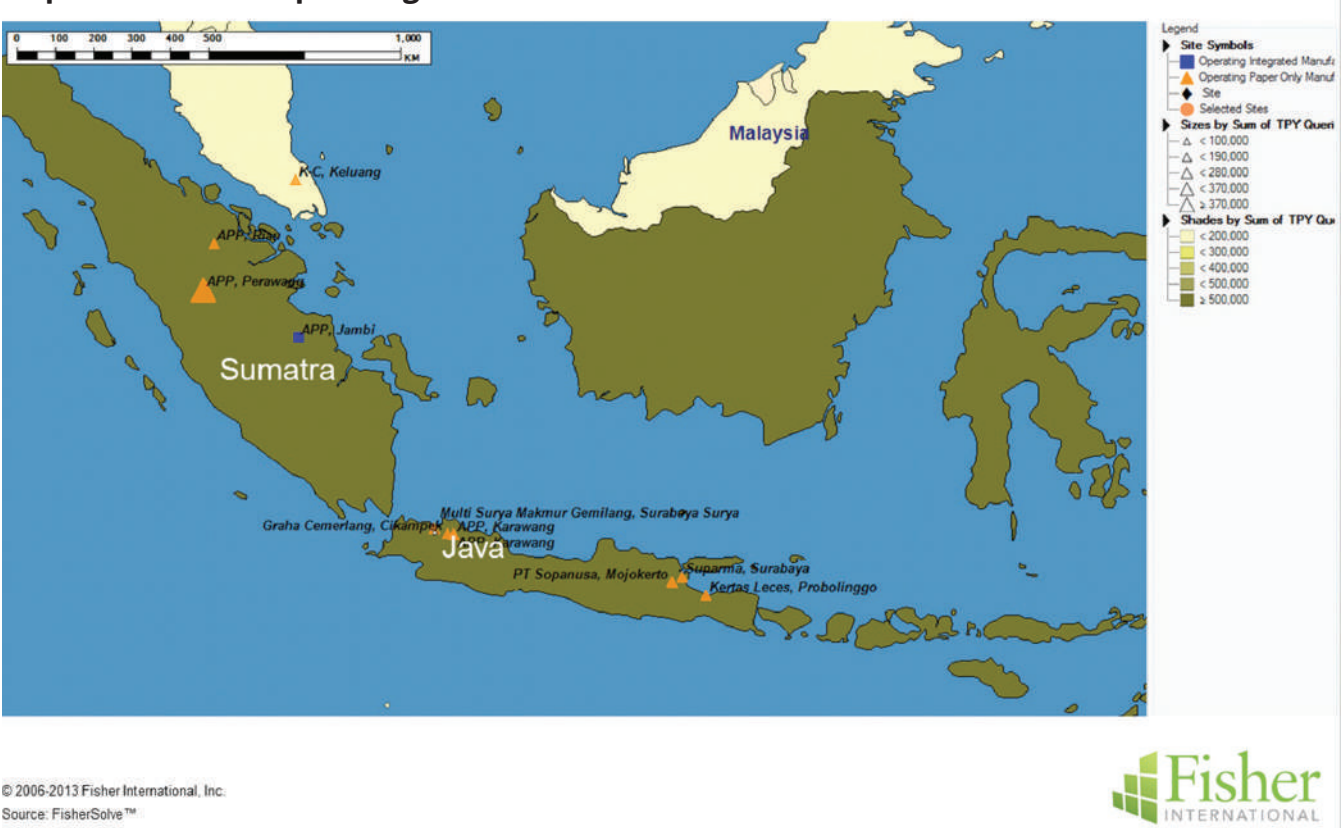 0 100 200 300 400 500 1,000
KM
Legend
Site Symbols
Operating Integrated Manufa
Operating Paper Only Manuf
Site
Selected Sites
Sizes by Sum of TPY Queri
< 100,000
< 190,000
< 280,000
< 370,000
≥ 370,000
Shades by Sum of TPY Qu
< 200,000
< 300,000
< 400,000
< 500,000
≥ 500,000
Malaysia
K-C, Keluang
APP, Riau
APP, Perawang
APP, Jambi
Sumatra
Multi Surya Makmur Gemilang, Surabaya Surya
Graha Cemerlang, Cikampek
APP, Karawang
APP, Karawang
Java
PT Sopanusa, Mojokerto
Suparma, Surabaya
Kertas Leces, Probolinggo
© 2006-2013 Fisher International, Inc.
Source: FisherSolve™
Fisher
INTERNATIONAL